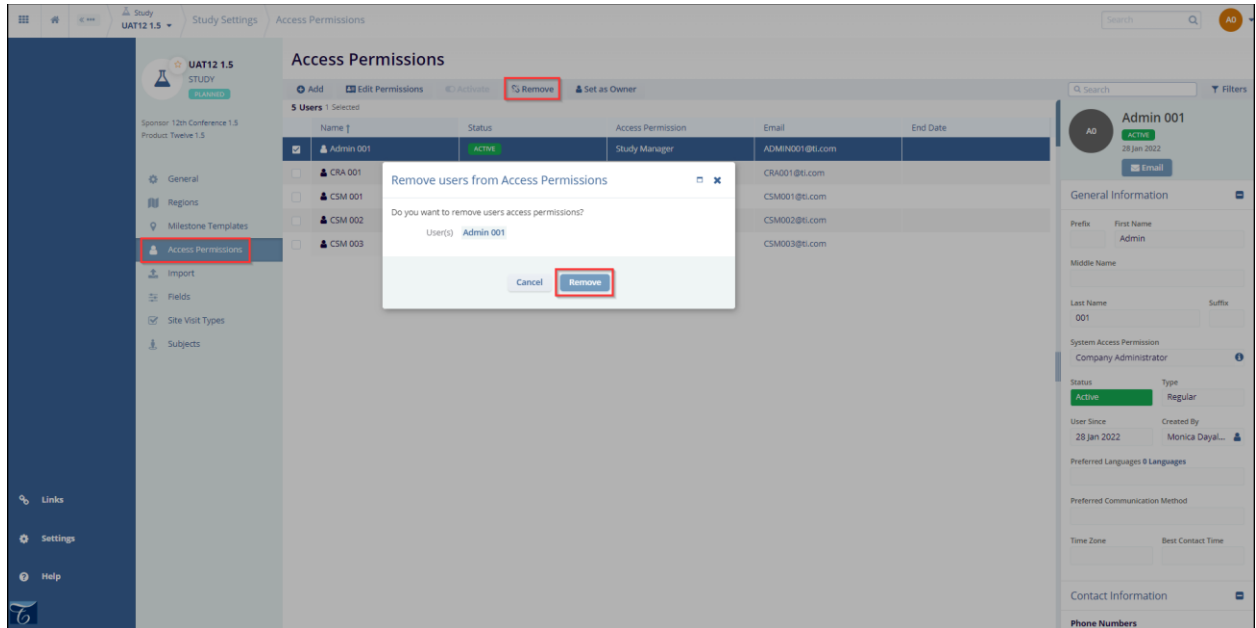 Study
UAT12 1.5
Study Settings
Access Permissions
Search
A0
UAT12 1.5
STUDY
PLANNED
Sponsor: 12th Conference 1.5
Product: Twelve 1.5
General
Regions
Milestone Templates
Access Permissions
Import
Fields
Site Visit Types
Subjects
Links
Settings
Help
Access Permissions
Add Edit Permissions Activate Remove Set as Owner
5 Users 1 Selected
Name Status Access Permission Email End Date
Admin 001 ACTIVE Study Manager ADMIN001@ti.com
CRA 001 CRA001@ti.com
CSM 001 CSM001@ti.com
CSM 002 CSM002@ti.com
CSM 003 CSM003@ti.com
Remove users from Access Permissions
Do you want to remove users access permissions?
User(s) Admin 001
Cancel Remove
Search Filters
A0
Admin 001
ACTIVE
28 Jan 2022
Email
General Information
Prefix First Name
Admin
Middle Name
Last Name Suffix
001
System Access Permission
Company Administrator
Status Type
Active Regular
User Since Created By
28 Jan 2022 Monica Dayal...
Preferred Languages 0 Languages
Preferred Communication Method
Time Zone Best Contact Time
Contact Information
Phone Numbers